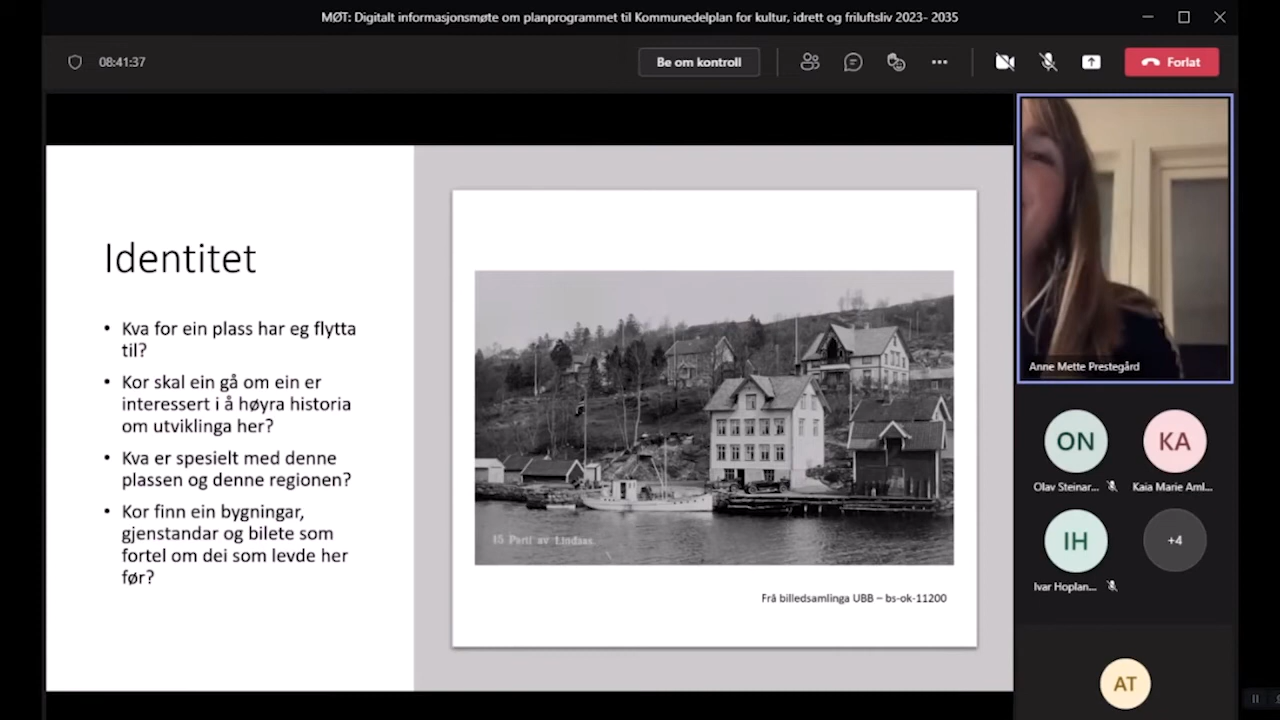 MØT: Digitalt informasjonsmøte om planprogrammet til Kommunedelplan for kultur, idrett og friluftsliv 2023- 2035
08:41:37
Be om kontroll
Forlat
Identitet
• Kva for ein plass har eg flytta
til?
• Kor skal ein gå om ein er
interessert i å høyra historia
om utviklinga her?
• Kva er spesielt med denne
plassen og denne regionen?
• Kor finn ein bygningar,
gjenstandar og bilete som
fortel om dei som levde her
før?
15 Parti av Lindaas.
Frå billedsamlinga UBB – bs-ok-11200
Anne Mette Prestegård
ON
KA
Olav Steinar...
Kaia Marie Aml...
IH
+4
Ivar Hoplan...
AT